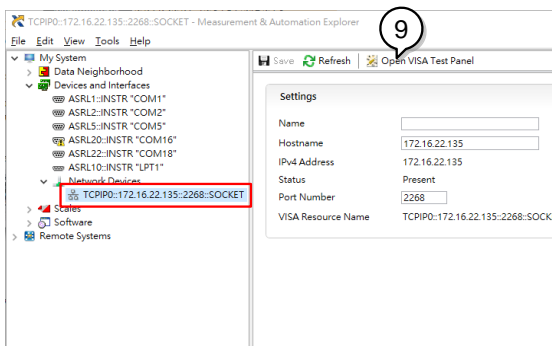 TCPIP0::172.16.22.135::2268::SOCKET - Measurement & Automation Explorer
9
File Edit View Tools Help
My System
Data Neighborhood
Devices and Interfaces
ASRL1::INSTR "COM1"
ASRL2::INSTR "COM2"
ASRL5::INSTR "COM5"
ASRL20::INSTR "COM16"
ASRL22::INSTR "COM18"
ASRL10::INSTR "LPT1"
Network Devices
TCPIP0::172.16.22.135::2268::SOCKET
Scales
Software
Remote Systems
Save Refresh Open VISA Test Panel
Settings
Name
Hostname 172.16.22.135
IPv4 Address 172.16.22.135
Status Present
Port Number 2268
VISA Resource Name TCPIP0::172.16.22.135::2268::SOCK